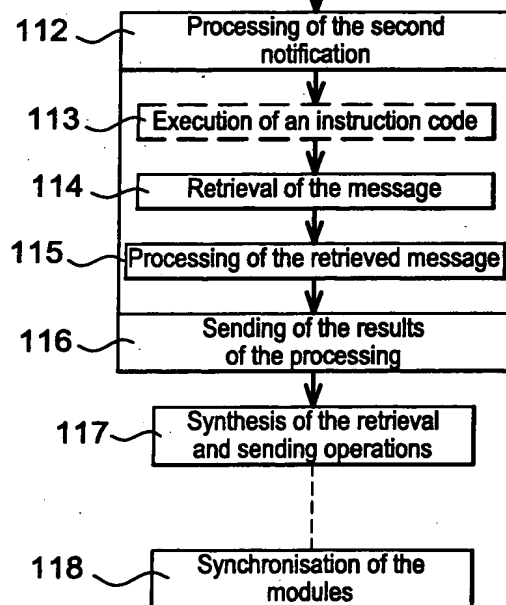 112
Processing of the second
notification
113
Execution of an instruction code
114
Retrieval of the message
115
Processing of the retrieved message
116
Sending of the results
of the processing
117
Synthesis of the retrieval
and sending operations
118
Synchronisation of the
modules